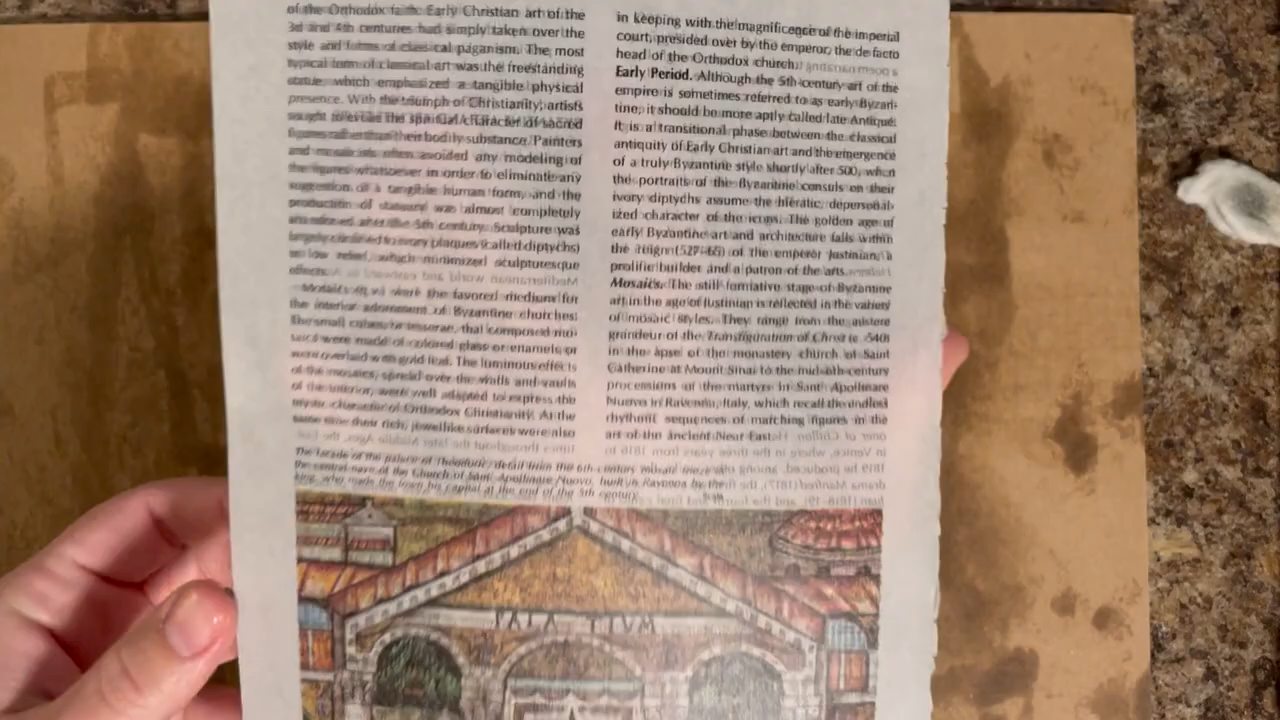 of the Orthodox faith. Early Christian art of the
3d and 4th centuries had simply taken over the
style and forms of classical paganism. The most
typical form of classical art was the freestanding
statue, which emphasized a tangible physical
presence. With the triumph of Christianity, artists
sought to evoke the spiritual character of sacred
figures rather than their bodily substance. Painters
and mosaicists often avoided any modeling of
the figures whatsoever in order to eliminate any
suggestion of a tangible human form, and the
production of statuary was almost completely
after the 5th century. Sculpture was
largely confined to ivory plaques (called diptychs)
in low relief, which minimized sculpturesque
effects.
Mosaics were the favored medium for
the interior adornment of Byzantine churches.
The small cubes, or tesserae, that composed mo-
saics were made of colored glass or enamels or
were overlaid with gold leaf. The luminous effects
of the mosaics, spread over the walls and vaults
of the interior, were well adapted to express the
mystic character of Orthodox Christianity. At the
same time their rich, jewellike surfaces were also
in keeping with the magnificence of the imperial
court, presided over by the emperor, the de facto
head of the Orthodox church.
Early Period. Although the 5th-century art of the
empire is sometimes referred to as early Byzan-
tine, it should be more aptly called late Antique.
It is a transitional phase between the classical
antiquity of Early Christian art and the emergence
of a truly Byzantine style shortly after 500, when
the portraits of the Byzantine consuls on their
ivory diptychs assume the hieratic, depersonal-
ized character of the icons. The golden age of
early Byzantine art and architecture falls within
the reign (527-65) of the emperor Justinian, a
prolific builder and a patron of the arts.
Mosaics. The still-formative stage of Byzantine
art in the age of Justinian is reflected in the variety
of mosaic styles. They range from the austere
grandeur of the Transfiguration of Christ (c. 540)
in the apse of the monastery church of Saint
Catherine at Mount Sinai to the mid-6th-century
processions of the martyrs in Sant' Apollinare
Nuovo in Ravenna, Italy, which recall the endless
rhythmic sequences of matching figures in the
art of the ancient Near East.
The facade of the palace of Theodoric, detail from the 6th-century mosaic
the central nave of the Church of Sant' Apollinare Nuovo, built in Ravenna by the
king, who made the town his capital at the end of the 5th century.
PALATIVM